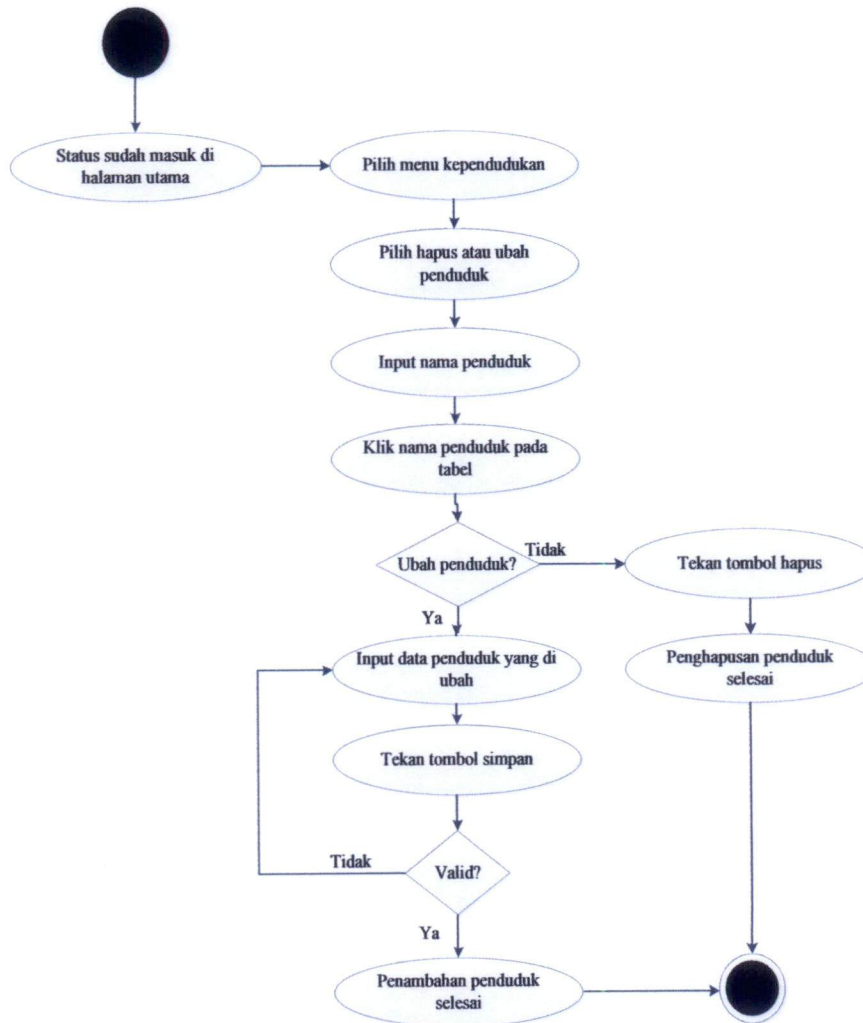 Status sudah masuk di
halaman utama
Pilih menu kependudukan
Pilih hapus atau ubah
penduduk
Input nama penduduk
Klik nama penduduk pada
tabel
Ubah penduduk?
Tidak
Tekan tombol hapus
Ya
Input data penduduk yang di
ubah
Penghapusan penduduk
selesai
Tekan tombol simpan
Tidak
Valid?
Ya
Penambahan penduduk
selesai